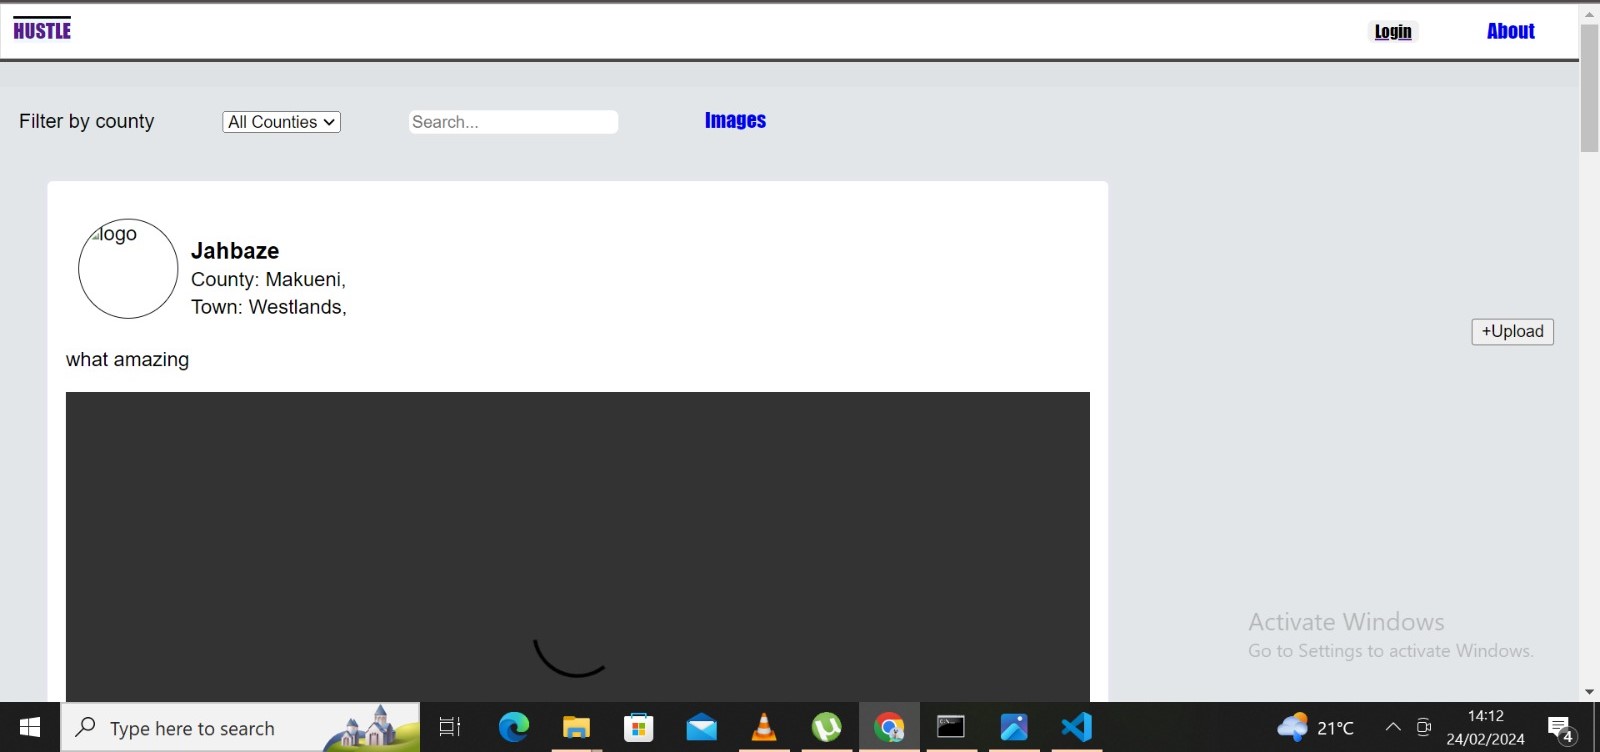 HUSTLE
Login
About
Filter by county
All Counties
Search...
Images
logo
Jahbaze
County: Makueni,
Town: Westlands,
+Upload
what amazing
Activate Windows
Go to Settings to activate Windows.
Type here to search
21°C
14:12
24/02/2024
4